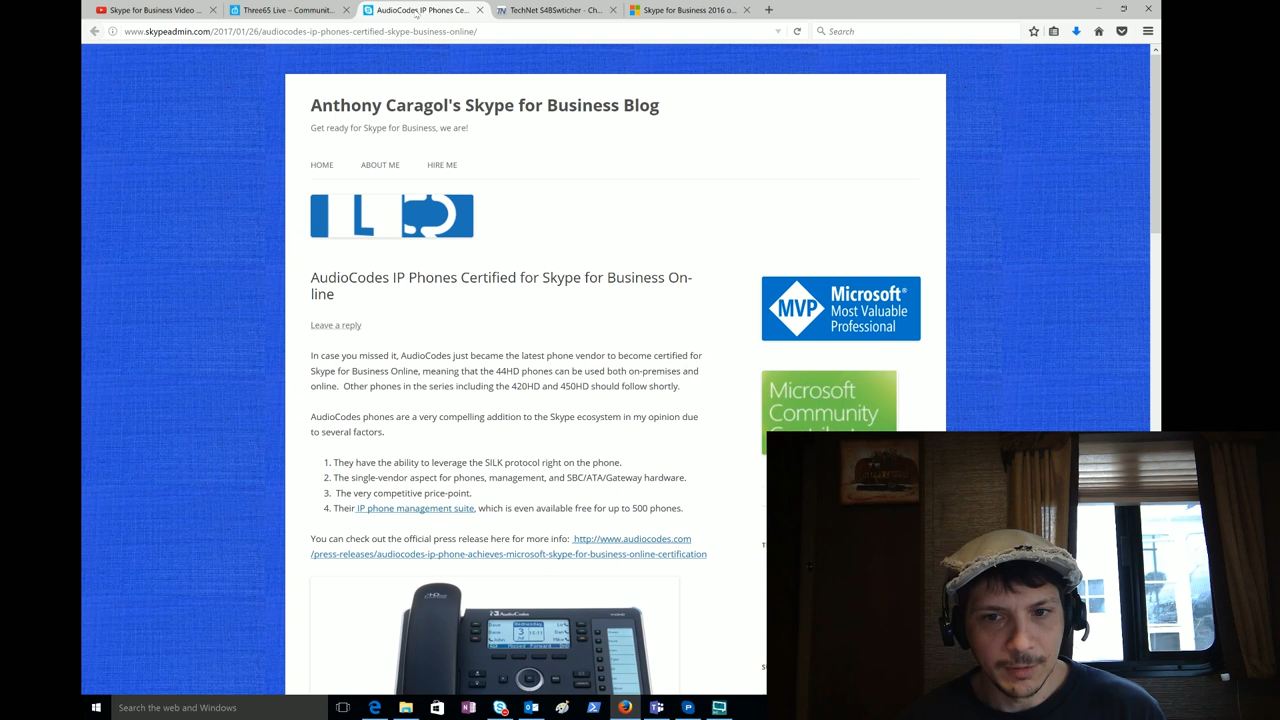 Skype for Business Video ...
Three65 Live – Communit...
AudioCodes IP Phones Ce...
TechNet S4BSwticher - Ch...
Skype for Business 2016 o...
www.skypeadmin.com/2017/01/26/audiocodes-ip-phones-certified-skype-business-online/
Search
Anthony Caragol's Skype for Business Blog
Get ready for Skype for Business, we are!
HOME ABOUT ME HIRE ME
AudioCodes IP Phones Certified for Skype for Business On-
line
Leave a reply
In case you missed it, AudioCodes just became the latest phone vendor to become certified for
Skype for Business Online, meaning that the 44HD phones can be used both on-premises and
online. Other phones in the series including the 420HD and 450HD should follow shortly.
AudioCodes phones are a very compelling addition to the Skype ecosystem in my opinion due
to several factors.
1. They have the ability to leverage the SILK protocol right on the phone.
2. The single-vendor aspect for phones, management, and SBC/ATA/Gateway hardware.
3. The very competitive price-point.
4. Their IP phone management suite, which is even available free for up to 500 phones.
You can check out the official press release here for more info: http://www.audiocodes.com
/press-releases/audiocodes-ip-phone-achieves-microsoft-skype-for-business-online-certification
AudioCodes
MVP
Microsoft®
Most Valuable
Professional
Microsoft
Community
Search the web and Windows